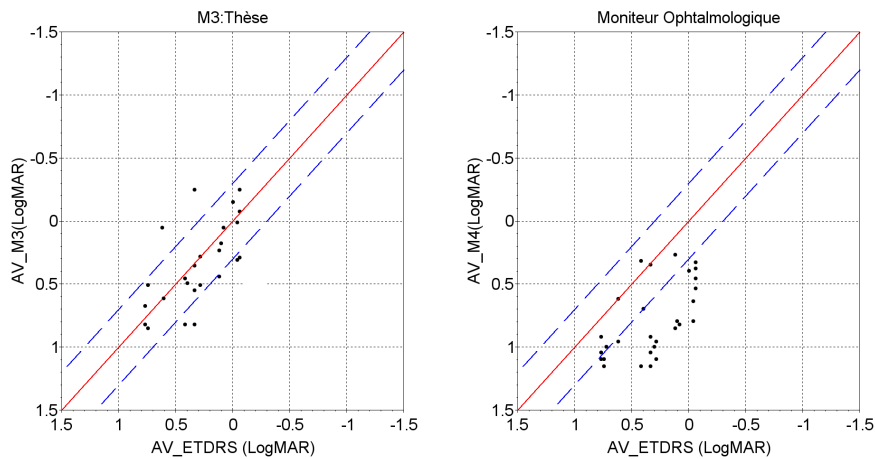 M3:Thèse
-1.5
-1
-0.5
0
0.5
1
1.5
1.5 1 0.5 0 -0.5 -1 -1.5
AV_M3(LogMAR)
AV_ETDRS (LogMAR)
Moniteur Ophtalmologique
-1.5
-1
-0.5
0
0.5
1
1.5
1.5 1 0.5 0 -0.5 -1 -1.5
AV_M4(LogMAR)
AV_ETDRS (LogMAR)